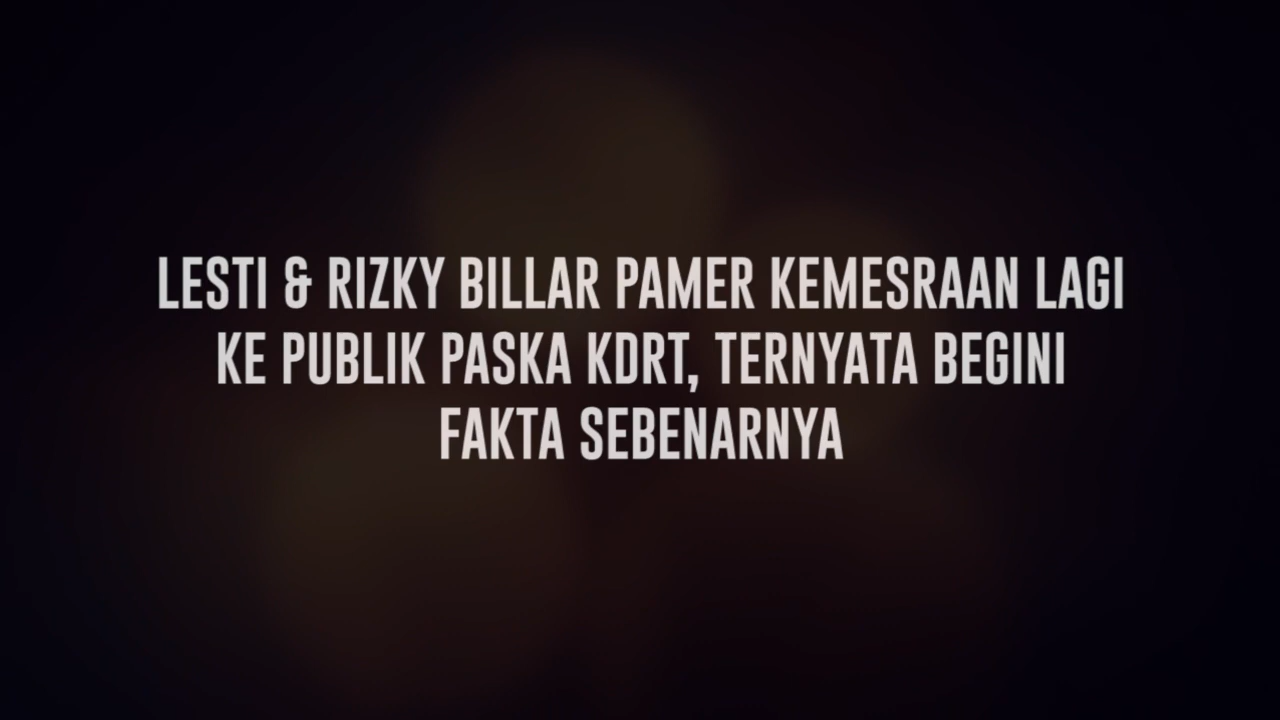 LESTI & RIZKY BILLAR PAMER KEMESRAAN LAGI
KE PUBLIK PASKA KDRT, TERNYATA BEGINI
FAKTA SEBENARNYA